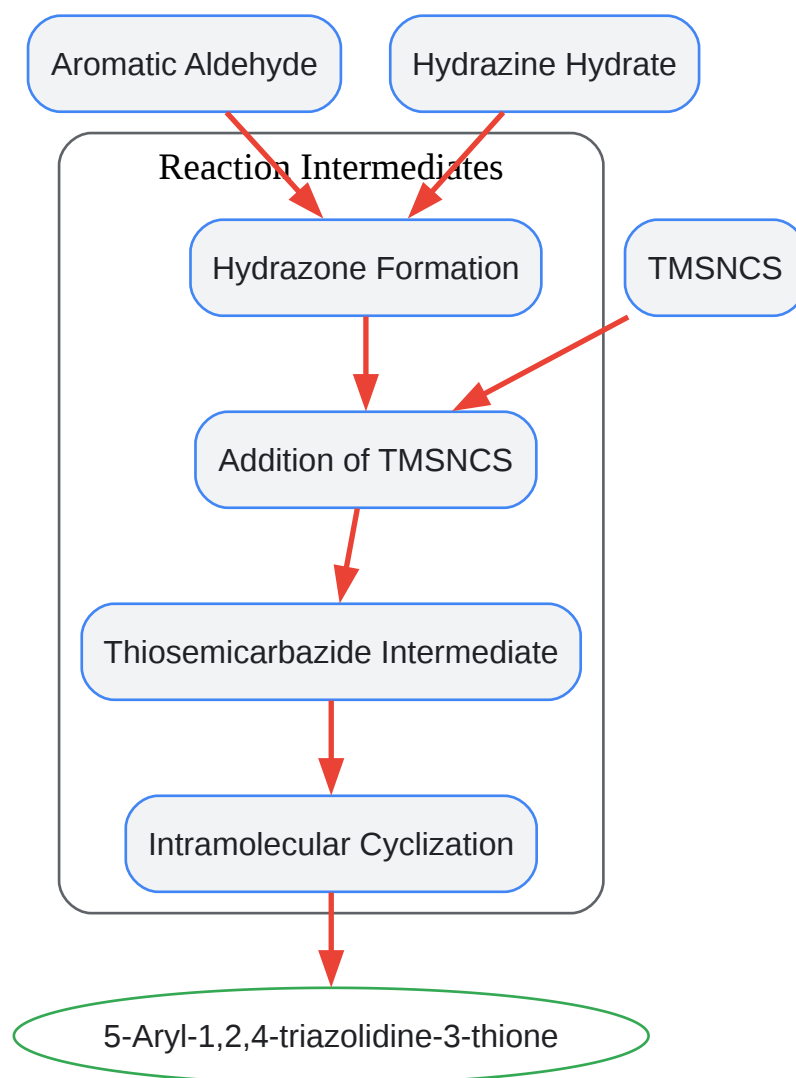 Aromatic Aldehyde
Hydrazine Hydrate
Reaction Intermediates
Hydrazone Formation
TMSNCS
Addition of TMSNCS
Thiosemicarbazide Intermediate
Intramolecular Cyclization
5-Aryl-1,2,4-triazolidine-3-thione